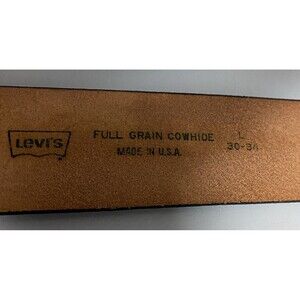 Levi's
FULL GRAIN COWHIDE L
MADE IN U.S.A. 30-34